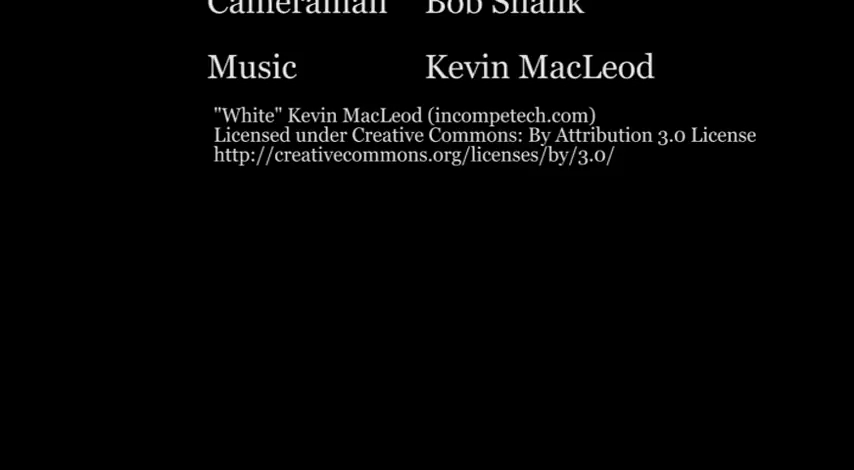 Cameraman Bob Shank
Music Kevin MacLeod
"White" Kevin MacLeod (incompetech.com)
Licensed under Creative Commons: By Attribution 3.0 License
http://creativecommons.org/licenses/by/3.0/